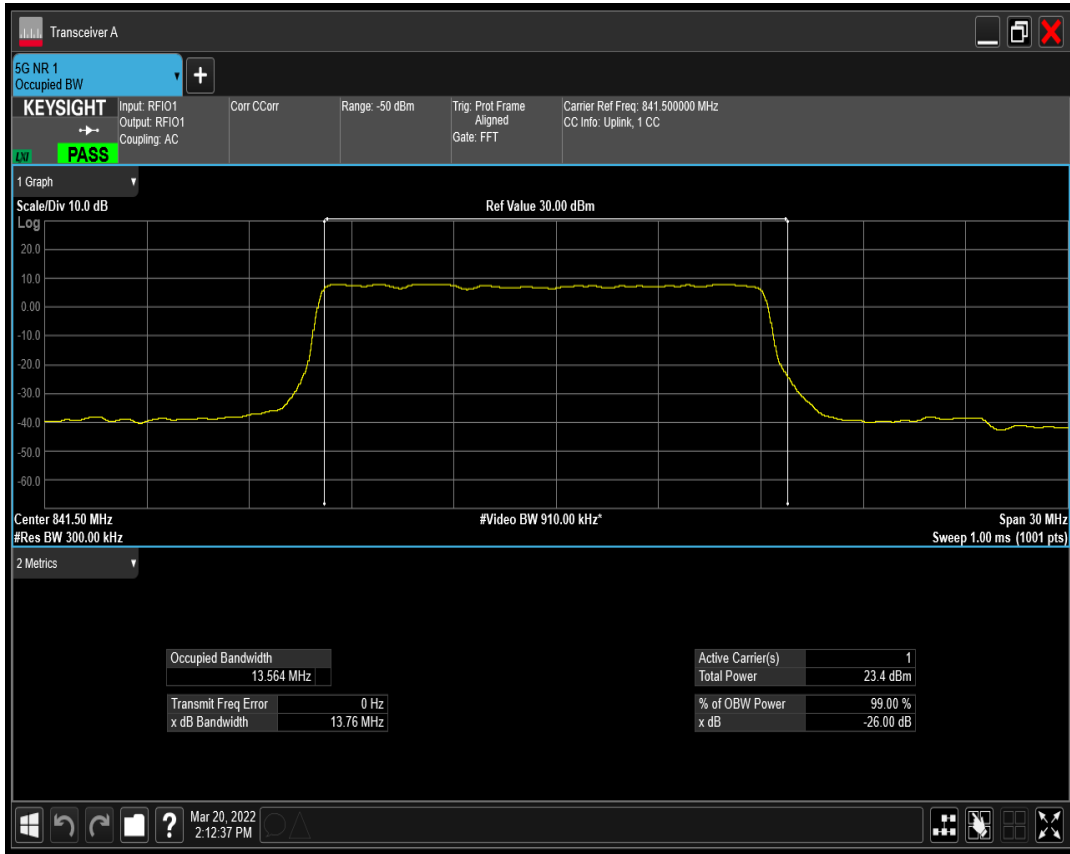 Transceiver A
5G NR 1
Occupied BW
+
KEYSIGHT
LXI
PASS
Input: RFIO1
Output: RFIO1
Coupling: AC
Corr CCorr
Range: -50 dBm
Trig: Prot Frame
Aligned
Gate: FFT
Carrier Ref Freq: 841.500000 MHz
CC Info: Uplink, 1 CC
1 Graph
Scale/Div 10.0 dB
Ref Value 30.00 dBm
Log
20.0
10.0
0.00
-10.0
-20.0
-30.0
-40.0
-50.0
-60.0
Center 841.50 MHz
#Video BW 910.00 kHz*
Span 30 MHz
#Res BW 300.00 kHz
Sweep 1.00 ms (1001 pts)
2 Metrics
Occupied Bandwidth
13.564 MHz
Transmit Freq Error 0 Hz
x dB Bandwidth 13.76 MHz
Active Carrier(s) 1
Total Power 23.4 dBm
% of OBW Power 99.00 %
x dB -26.00 dB
?
Mar 20, 2022
2:12:37 PM